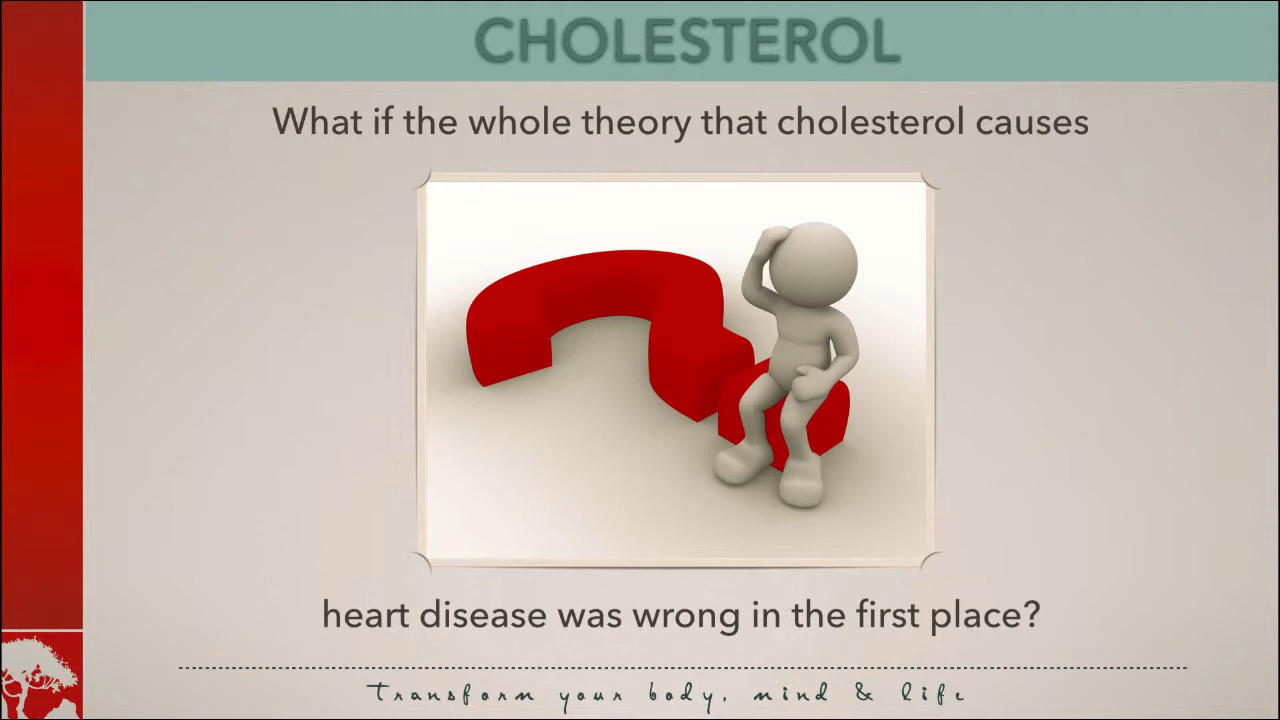 CHOLESTEROL
What if the whole theory that cholesterol causes
heart disease was wrong in the first place?
Transform your body, mind & life